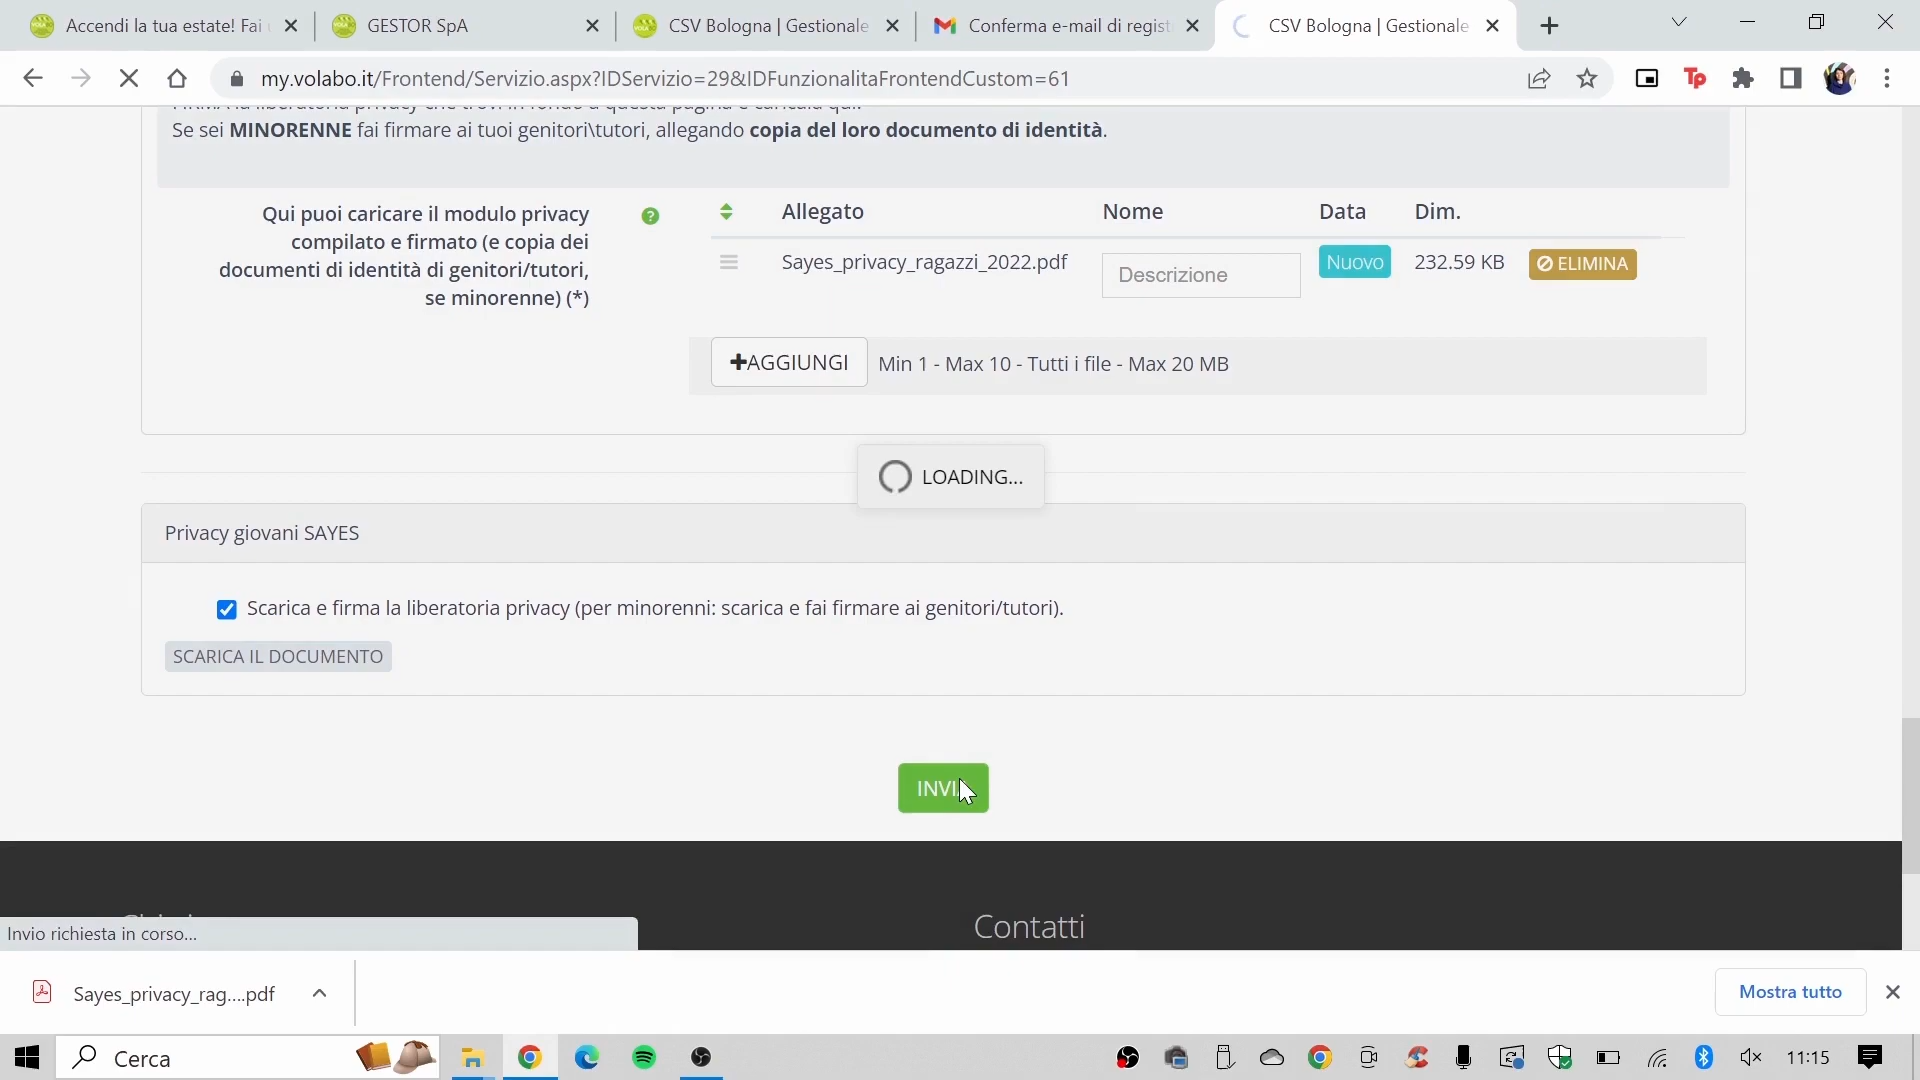 Accendi la tua estate! Fai
GESTOR SpA
CSV Bologna | Gestionale
Conferma e-mail di regist
CSV Bologna | Gestionale
my.volabo.it/Frontend/Servizio.aspx?IDServizio=29&IDFunzionalitaFrontendCustom=61
FIRMA la liberatoria privacy che trovi in fondo a questa pagina e caricala qui.
Se sei MINORENNE fai firmare ai tuoi genitori\tutori, allegando copia del loro documento di identità.
Qui puoi caricare il modulo privacy
compilato e firmato (e copia dei
documenti di identità di genitori/tutori,
se minorenne) (*)
?
Allegato Nome Data Dim.
Sayes_privacy_ragazzi_2022.pdf Descrizione Nuovo 232.59 KB ELIMINA
+AGGIUNGI Min 1 - Max 10 - Tutti i file - Max 20 MB
LOADING...
Privacy giovani SAYES
Scarica e firma la liberatoria privacy (per minorenni: scarica e fai firmare ai genitori/tutori).
SCARICA IL DOCUMENTO
INVI
Contatti
Invio richiesta in corso...
Sayes_privacy_rag....pdf
Mostra tutto
Cerca
11:15